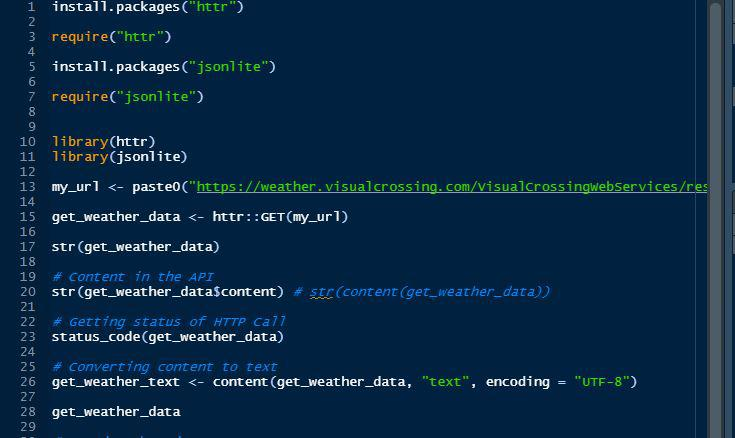 1 install.packages("httr")
2
3 require("httr")
4
5 install.packages("jsonlite")
6
7 require("jsonlite")
8
9
10 library(httr)
11 library(jsonlite)
12
13 my_url <- paste0("https://weather.visualcrossing.com/VisualCrossingWebServices/res
14
15 get_weather_data <- httr::GET(my_url)
16
17 str(get_weather_data)
18
19 # Content in the API
20 str(get_weather_data$content) # str(content(get_weather_data))
21
22 # Getting status of HTTP Call
23 status_code(get_weather_data)
24
25 # Converting content to text
26 get_weather_text <- content(get_weather_data, "text", encoding = "UTF-8")
27
28 get_weather_data
29